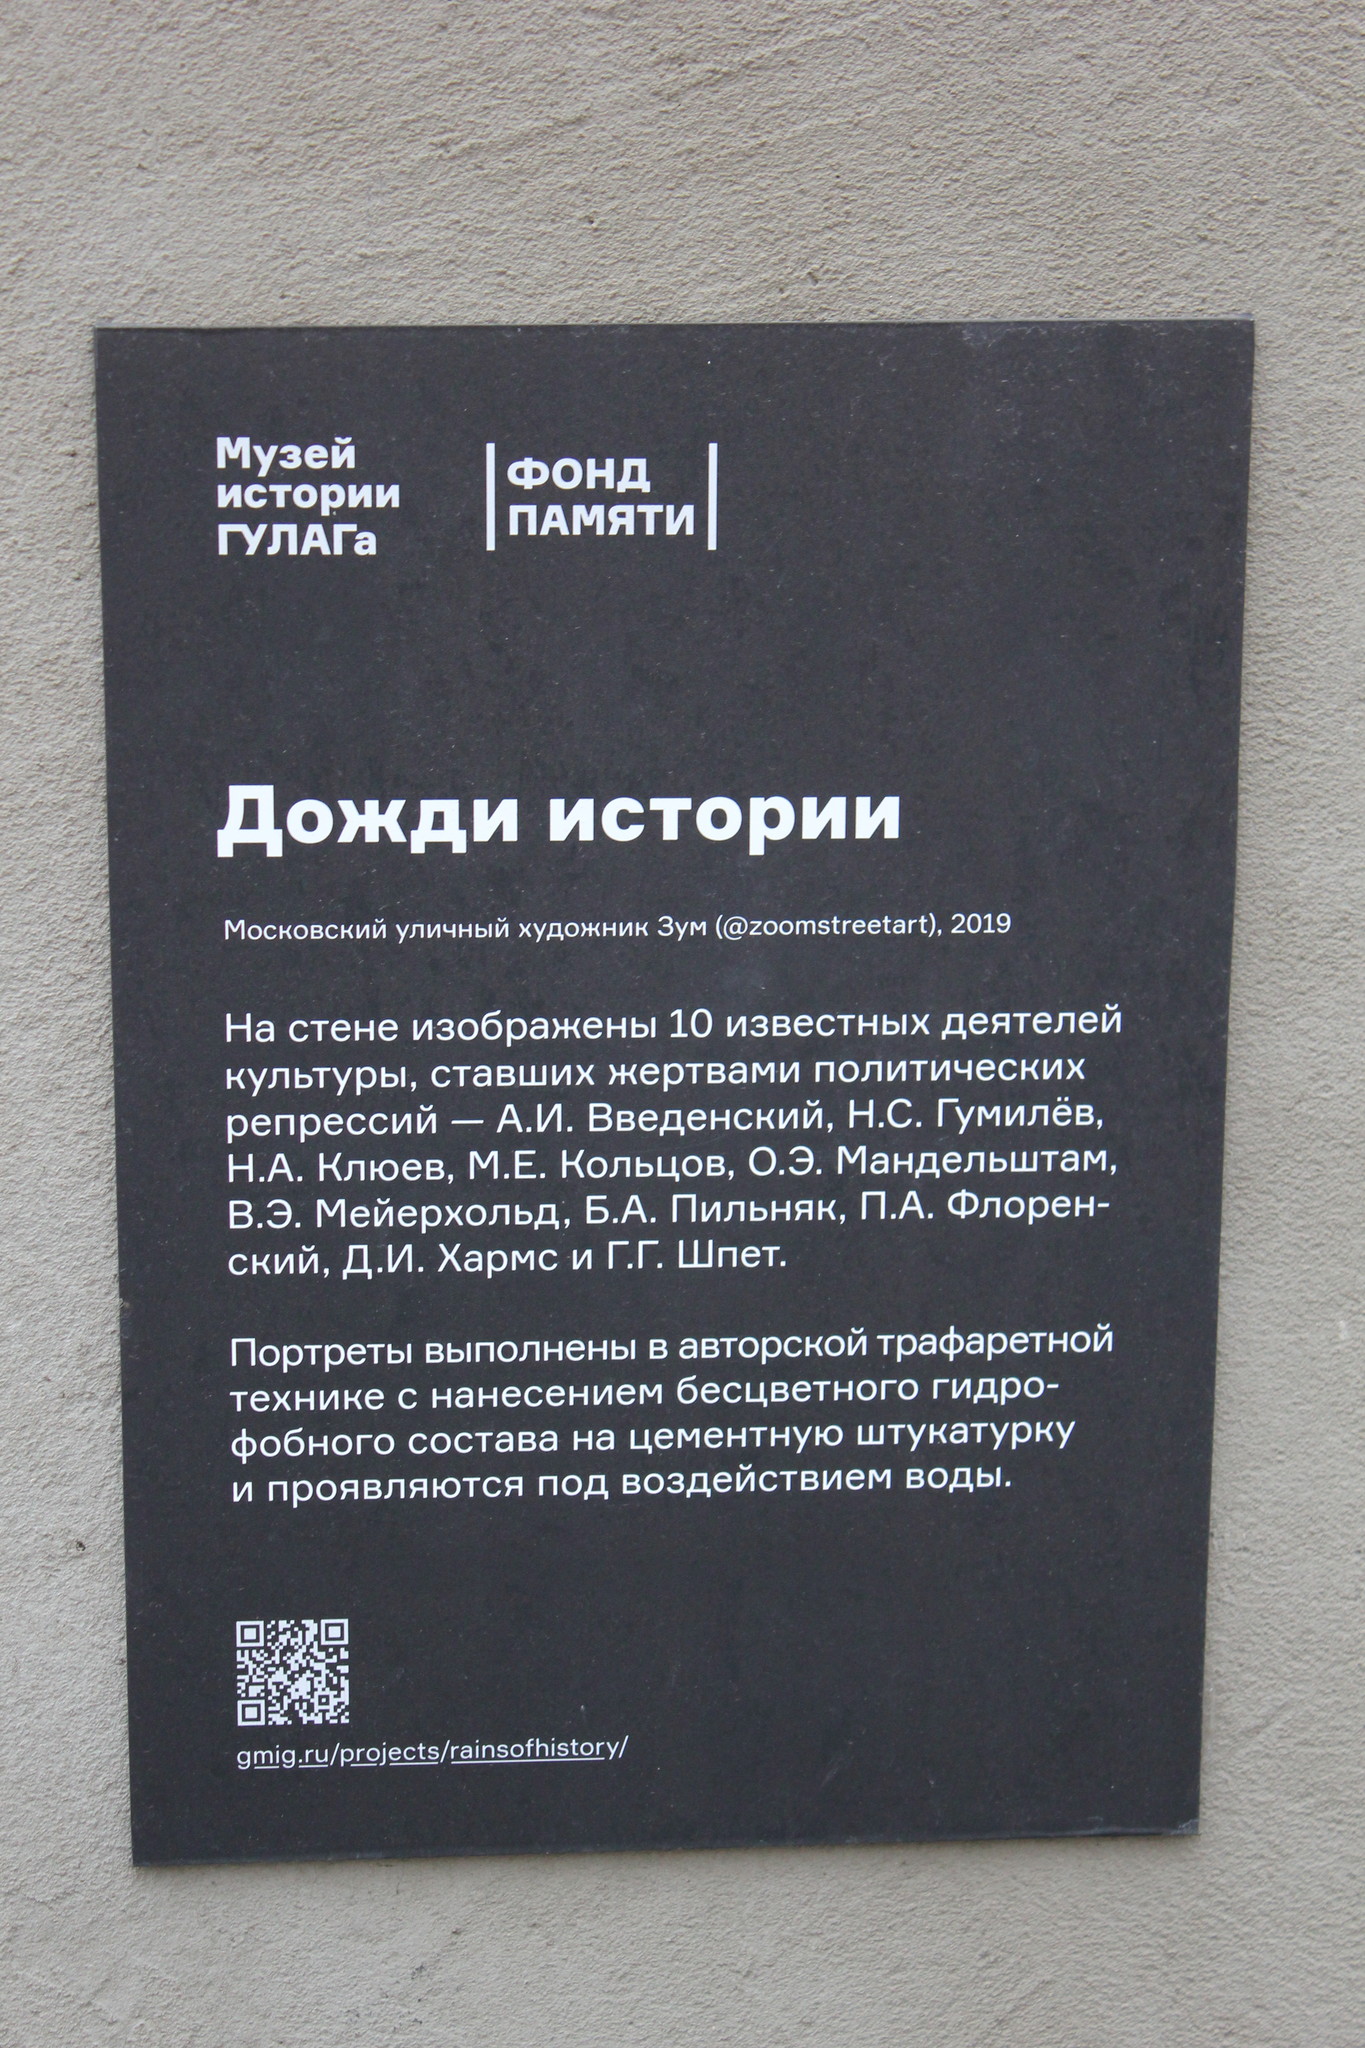 Музей
истории
ГУЛАГа
ФОНД
ПАМЯТИ
Дожди истории
Московский уличный художник Зум (@zoomstreetart), 2019
На стене изображены 10 известных деятелей
культуры, ставших жертвами политических
репрессий — А.И. Введенский, Н.С. Гумилёв,
Н.А. Клюев, М.Е. Кольцов, О.Э. Мандельштам,
В.Э. Мейерхольд, Б.А. Пильняк, П.А. Флорен-
ский, Д.И. Хармс и Г.Г. Шпет.
Портреты выполнены в авторской трафаретной
технике с нанесением бесцветного гидро-
фобного состава на цементную штукатурку
и проявляются под воздействием воды.
gmig.ru/projects/rainsofhistory/